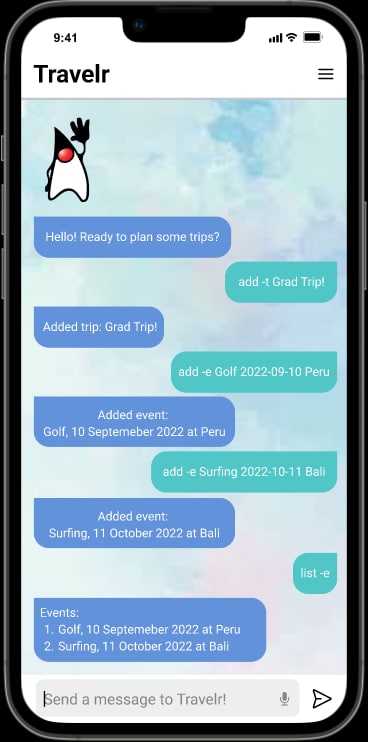 9:41
Travelr
Hello! Ready to plan some trips?
add -t Grad Trip!
Added trip: Grad Trip!
add -e Golf 2022-09-10 Peru
Added event:
Golf, 10 Septemeber 2022 at Peru
add -e Surfing 2022-10-11 Bali
Added event:
Surfing, 11 October 2022 at Bali
list -e
Events:
1. Golf, 10 Septemeber 2022 at Peru
2. Surfing, 11 October 2022 at Bali
Send a message to Travelr!